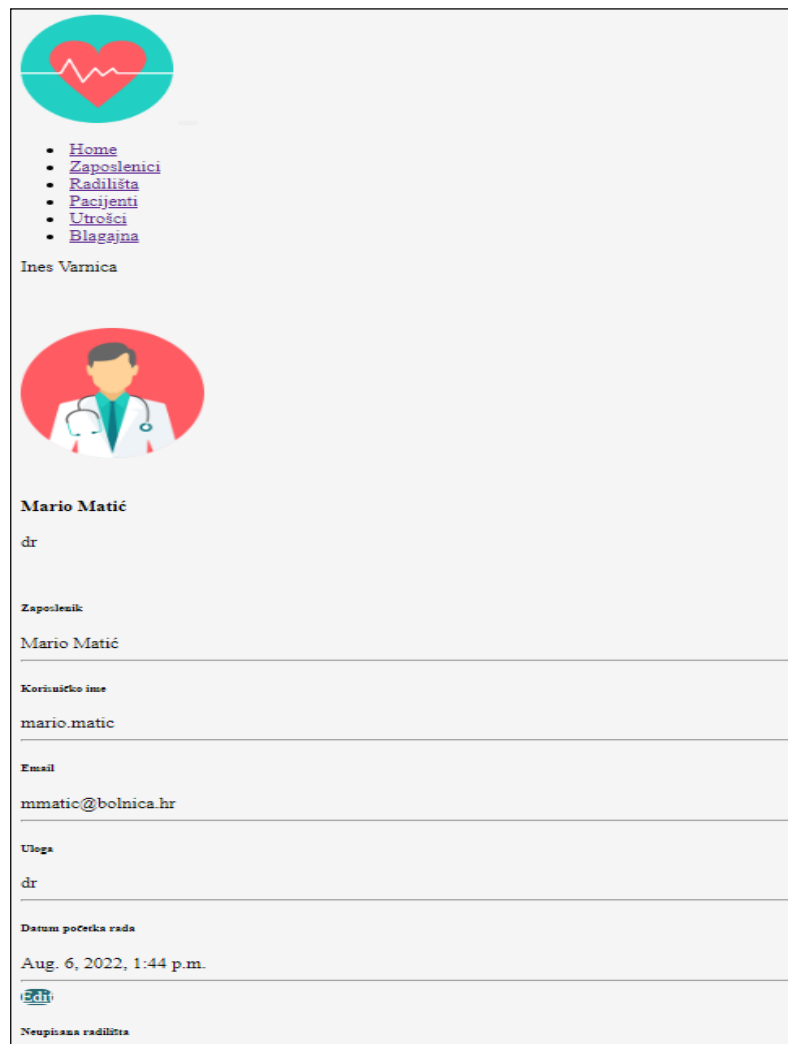 Home
Zaposlenici
Radilišta
Pacijenti
Utrošci
Blagajna
Ines Varnica
Mario Matić
dr
Zaposlenik
Mario Matić
Korisničko ime
mario.matic
Email
mmatic@bolnica.hr
Uloga
dr
Datum početka rada
Aug. 6, 2022, 1:44 p.m.
Edit
Neupisana radilišta